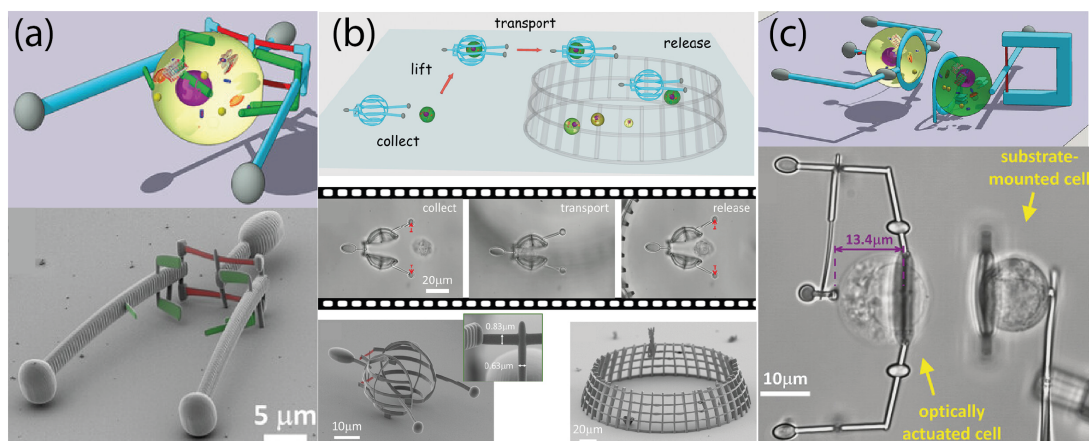 (a)
5 μm
(b)
transport
release
lift
collect
collect
transport
release
20μm
0.83μm
0.63μm
10μm
20μm
(c)
substrate-
mounted cell
13.4μm
10μm
optically
actuated cell